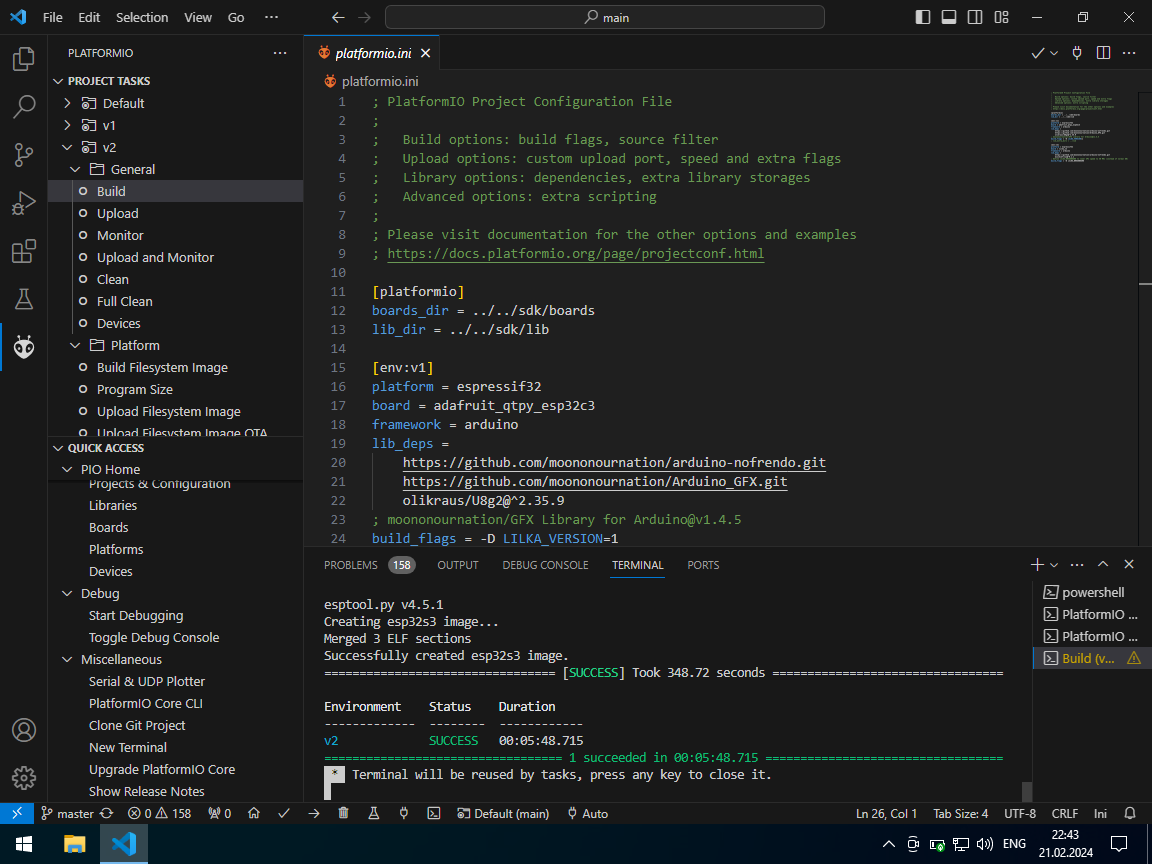 File Edit Selection View Go ··· main
PLATFORMIO ···
PROJECT TASKS
Default
v1
v2
General
Build
Upload
Monitor
Upload and Monitor
Clean
Full Clean
Devices
Platform
Build Filesystem Image
Program Size
Upload Filesystem Image
Upload Filesystem Image OTA
QUICK ACCESS
PIO Home
Projects & Configuration
Libraries
Boards
Platforms
Devices
Debug
Start Debugging
Toggle Debug Console
Miscellaneous
Serial & UDP Plotter
PlatformIO Core CLI
Clone Git Project
New Terminal
Upgrade PlatformIO Core
Show Release Notes
platformio.ini
platformio.ini
1 ; PlatformIO Project Configuration File
2 ;
3 ;   Build options: build flags, source filter
4 ;   Upload options: custom upload port, speed and extra flags
5 ;   Library options: dependencies, extra library storages
6 ;   Advanced options: extra scripting
7 ;
8 ; Please visit documentation for the other options and examples
9 ; https://docs.platformio.org/page/projectconf.html
10
11 [platformio]
12 boards_dir = ../../sdk/boards
13 lib_dir = ../../sdk/lib
14
15 [env:v1]
16 platform = espressif32
17 board = adafruit_qtpy_esp32c3
18 framework = arduino
19 lib_deps =
20     https://github.com/moononournation/arduino-nofrendo.git
21     https://github.com/moononournation/Arduino_GFX.git
22     olikraus/U8g2@^2.35.9
23 ; moononournation/GFX Library for Arduino@v1.4.5
24 build_flags = -D LILKA_VERSION=1
PROBLEMS 158 OUTPUT DEBUG CONSOLE TERMINAL PORTS
esptool.py v4.5.1
Creating esp32s3 image...
Merged 3 ELF sections
Successfully created esp32s3 image.
================================= [SUCCESS] Took 348.72 seconds =================================
Environment    Status    Duration
-------------  --------  ------------
v2             SUCCESS   00:05:48.715
================================== 1 succeeded in 00:05:48.715 ==================================
* Terminal will be reused by tasks, press any key to close it.
powershell
PlatformIO ...
PlatformIO ...
Build (v...
master 0 158 0 Default (main) Auto Ln 26, Col 1 Tab Size: 4 UTF-8 CRLF Ini
ENG 22:43
21.02.2024